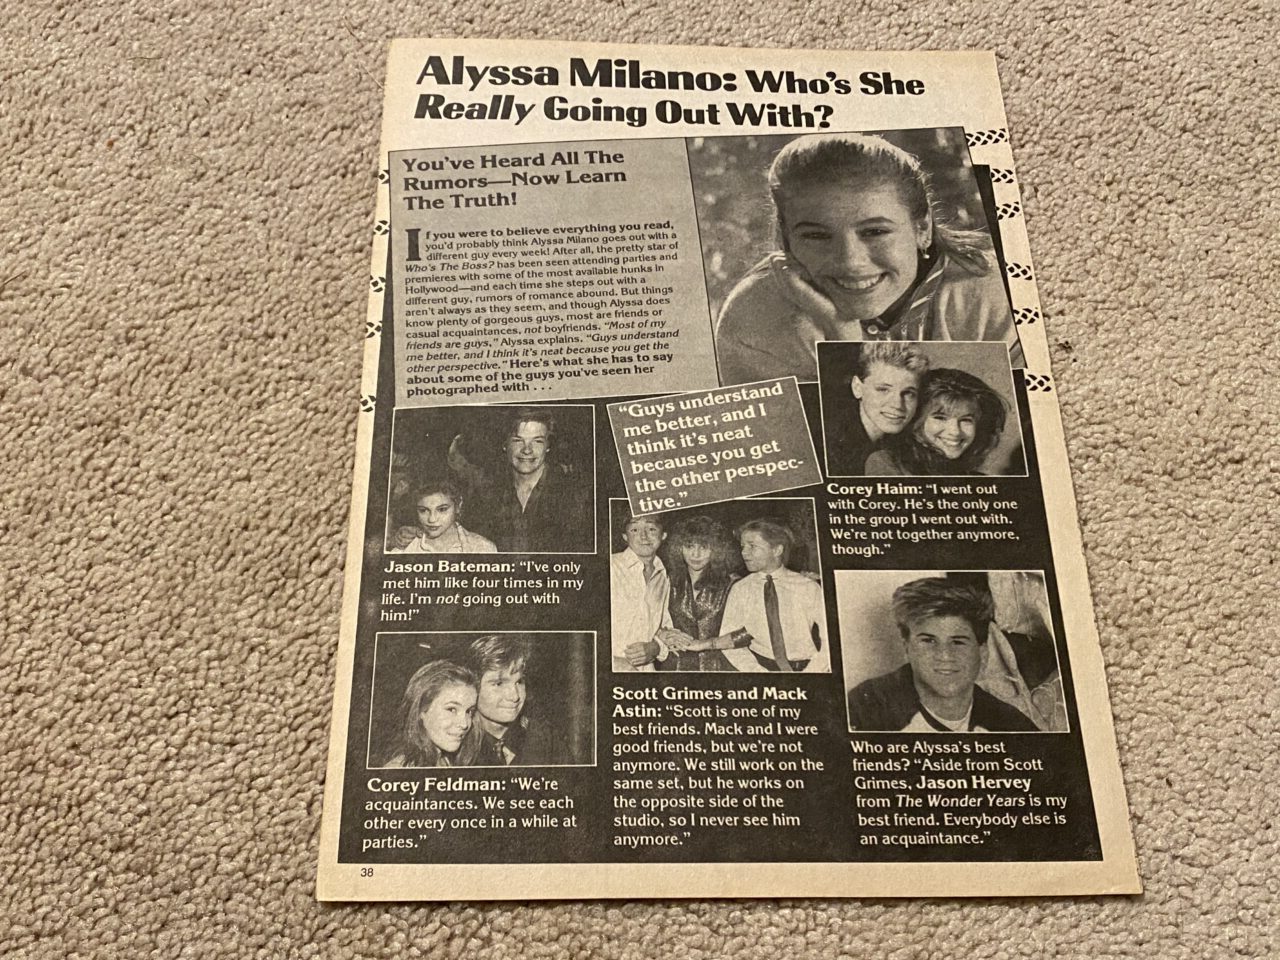 Alyssa Milano: Who's She
Really Going Out With?
You've Heard All The
Rumors—Now Learn
The Truth!
If you were to believe everything you read,
you'd probably think Alyssa Milano goes out with a
different guy every week! After all, the pretty star of
Who's The Boss? has been seen attending parties and
premieres with some of the most available hunks in
Hollywood—and each time she steps out with a
different guy, rumors of romance abound. But things
aren't always as they seem, and though Alyssa does
know plenty of gorgeous guys, most are friends or
casual acquaintances, not boyfriends. "Most of my
friends are guys," Alyssa explains. "Guys understand
me better, and I think it's neat because you get the
other perspective." Here's what she has to say
about some of the guys you've seen her
photographed with . . .
"Guys understand
me better, and I
think it's neat
because you get
the other perspec-
tive."
Corey Haim: "I went out
with Corey. He's the only one
in the group I went out with.
We're not together anymore,
though."
Jason Bateman: "I've only
met him like four times in my
life. I'm not going out with
him!"
Scott Grimes and Mack
Astin: "Scott is one of my
best friends. Mack and I were
good friends, but we're not
anymore. We still work on the
same set, but he works on
the opposite side of the
studio, so I never see him
anymore."
Who are Alyssa's best
friends? "Aside from Scott
Grimes, Jason Hervey
from The Wonder Years is my
best friend. Everybody else is
an acquaintance."
Corey Feldman: "We're
acquaintances. We see each
other every once in a while at
parties."
38